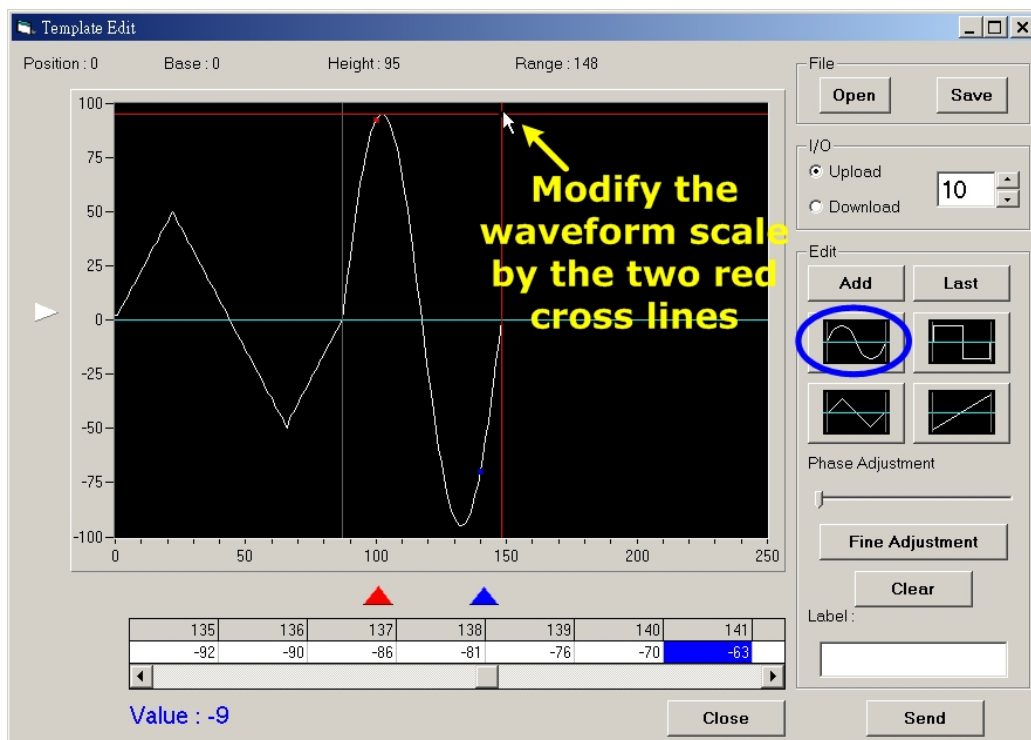 Template Edit
Position : 0 Base : 0 Height : 95 Range : 148
100
75
50
25
0
-25
-50
-75
-100
0 50 100 150 200 250
Modify the
waveform scale
by the two red
cross lines
135 136 137 138 139 140 141
-92 -90 -86 -81 -76 -70 -63
Value : -9
Close
File
Open Save
I/O
Upload
Download
10
Edit
Add Last
Phase Adjustment
Fine Adjustment
Clear
Label :
Send